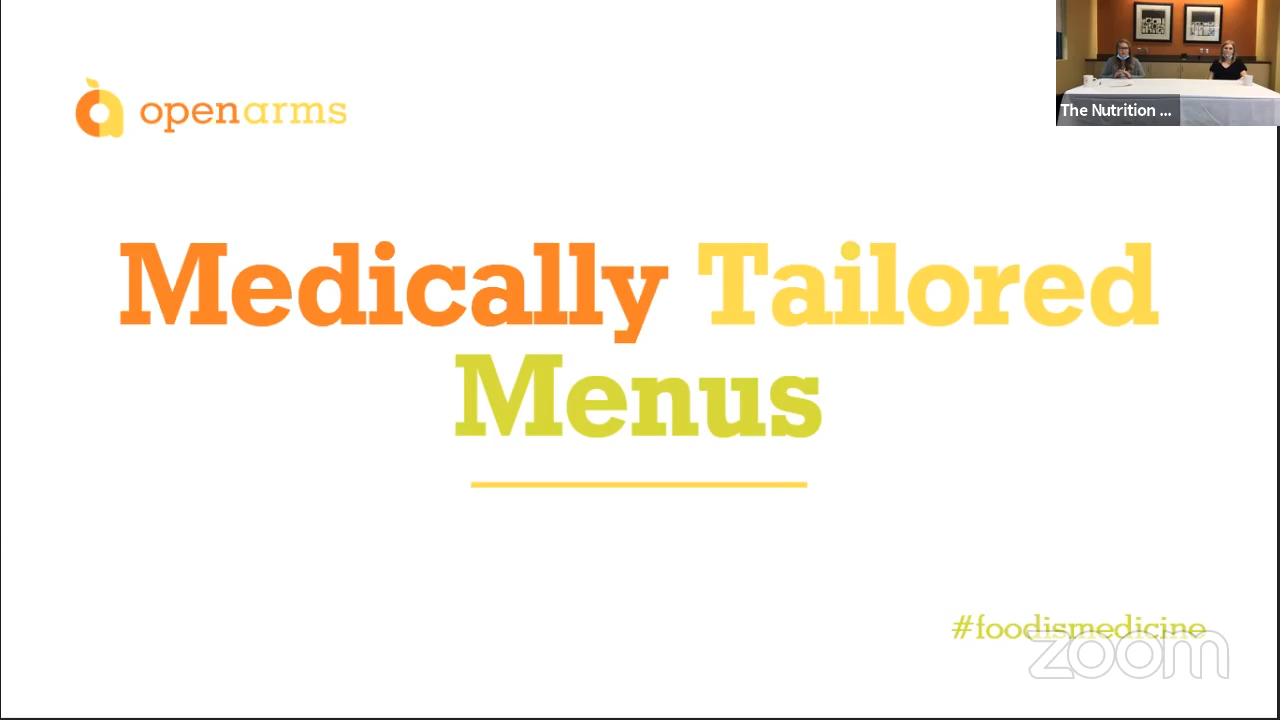 openarms
The Nutrition ...
Medically Tailored
Menus
#foodismedicine
zoom